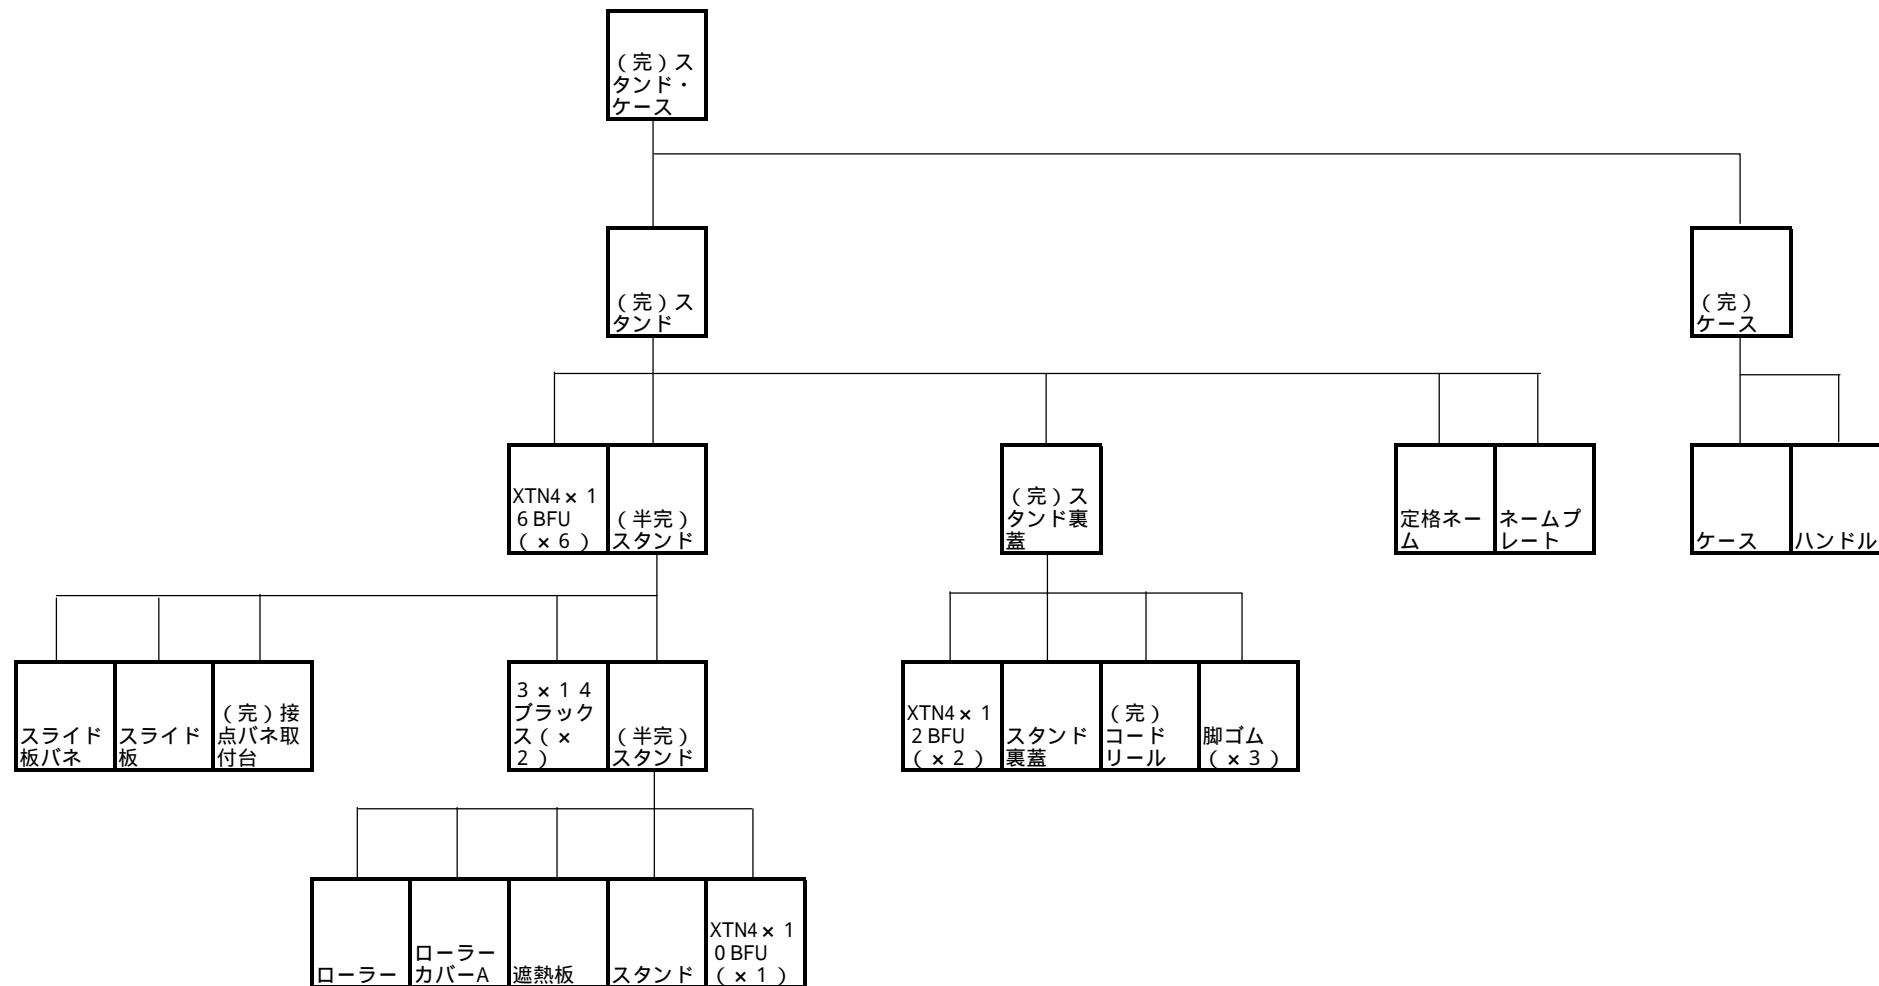 （完）ス
タンド・
ケース
（完）ス
タンド
（完）
ケース
XTN4×1
6 BFU
（×6）
（半完）
スタンド
（完）ス
タンド裏
蓋
定格ネー
ム
ネームプ
レート
ケース
ハンドル
スライド
板バネ
スライド
板
（完）接
点バネ取
付台
3×14
ブラック
ス（×
2）
（半完）
スタンド
XTN4×1
2 BFU
（×2）
スタンド
裏蓋
（完）
コード
リール
脚ゴム
（×3）
ローラー
ローラー
カバーA
遮熱板
スタンド
XTN4×1
0 BFU
（×1）